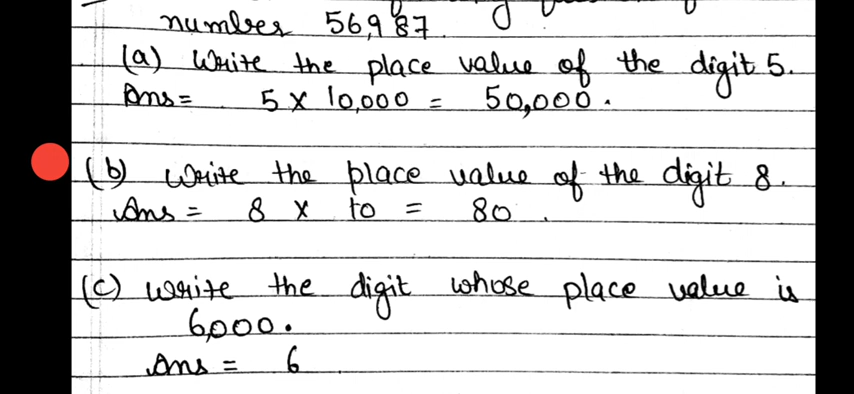 number 56,987.
(a) Write the place value of the digit 5.
Ans = 5 x 10,000 = 50,000.
(b) Write the place value of the digit 8.
Ans = 8 x to = 80.
(c) write the digit whose place value is
6,000.
Ans = 6